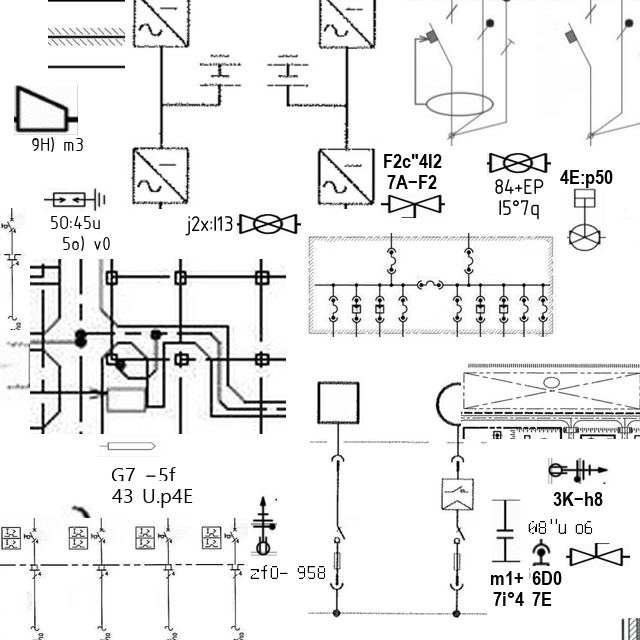 9H) m3
F2c"4I2
7A-F2
84+EP
I5°7q
4E:p50
50:45u
5o) v0
j2x:I13
G7 -5f
43 U.p4E
3K-h8
08"u o6
zf0- 958
m1+ 6D0
7i°4 7E